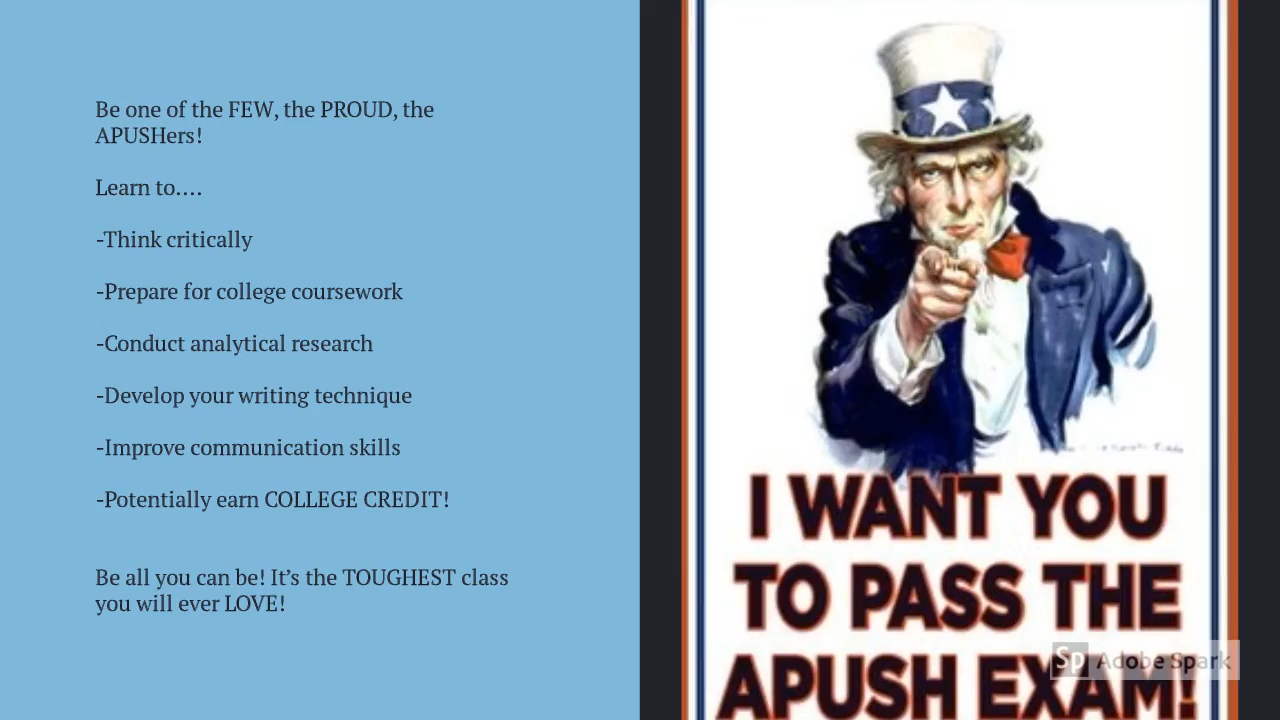 Be one of the FEW, the PROUD, the
APUSHers!
Learn to....
-Think critically
-Prepare for college coursework
-Conduct analytical research
-Develop your writing technique
-Improve communication skills
-Potentially earn COLLEGE CREDIT!
Be all you can be! It’s the TOUGHEST class
you will ever LOVE!
I WANT YOU
TO PASS THE
APUSH EXAM!
Sp Adobe Spark